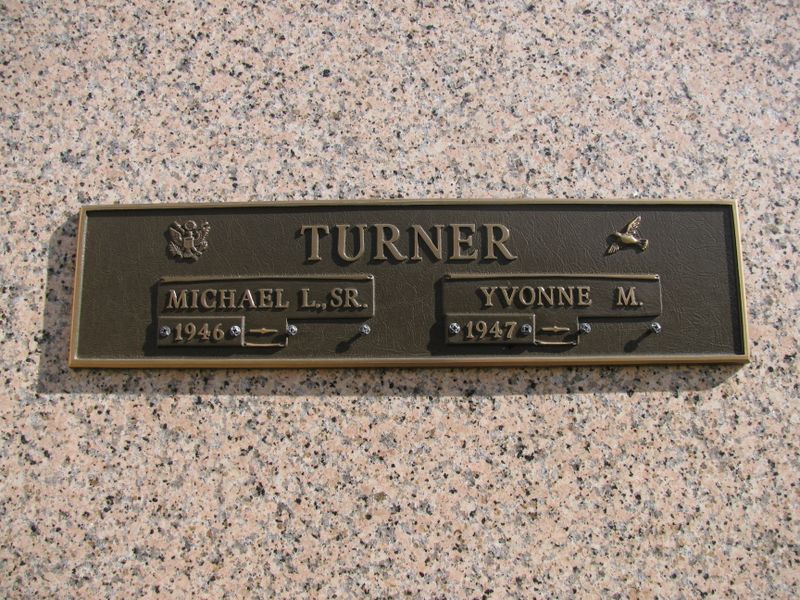 TURNER
MICHAEL L., SR.
1946
YVONNE M.
1947